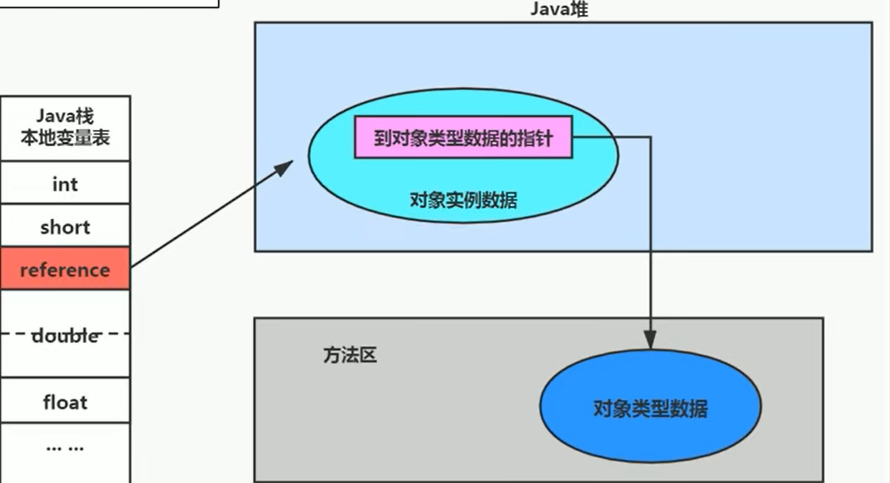 Java堆
Java栈
本地变量表
int
short
reference
double
float
... ...
到对象类型数据的指针
对象实例数据
方法区
对象类型数据